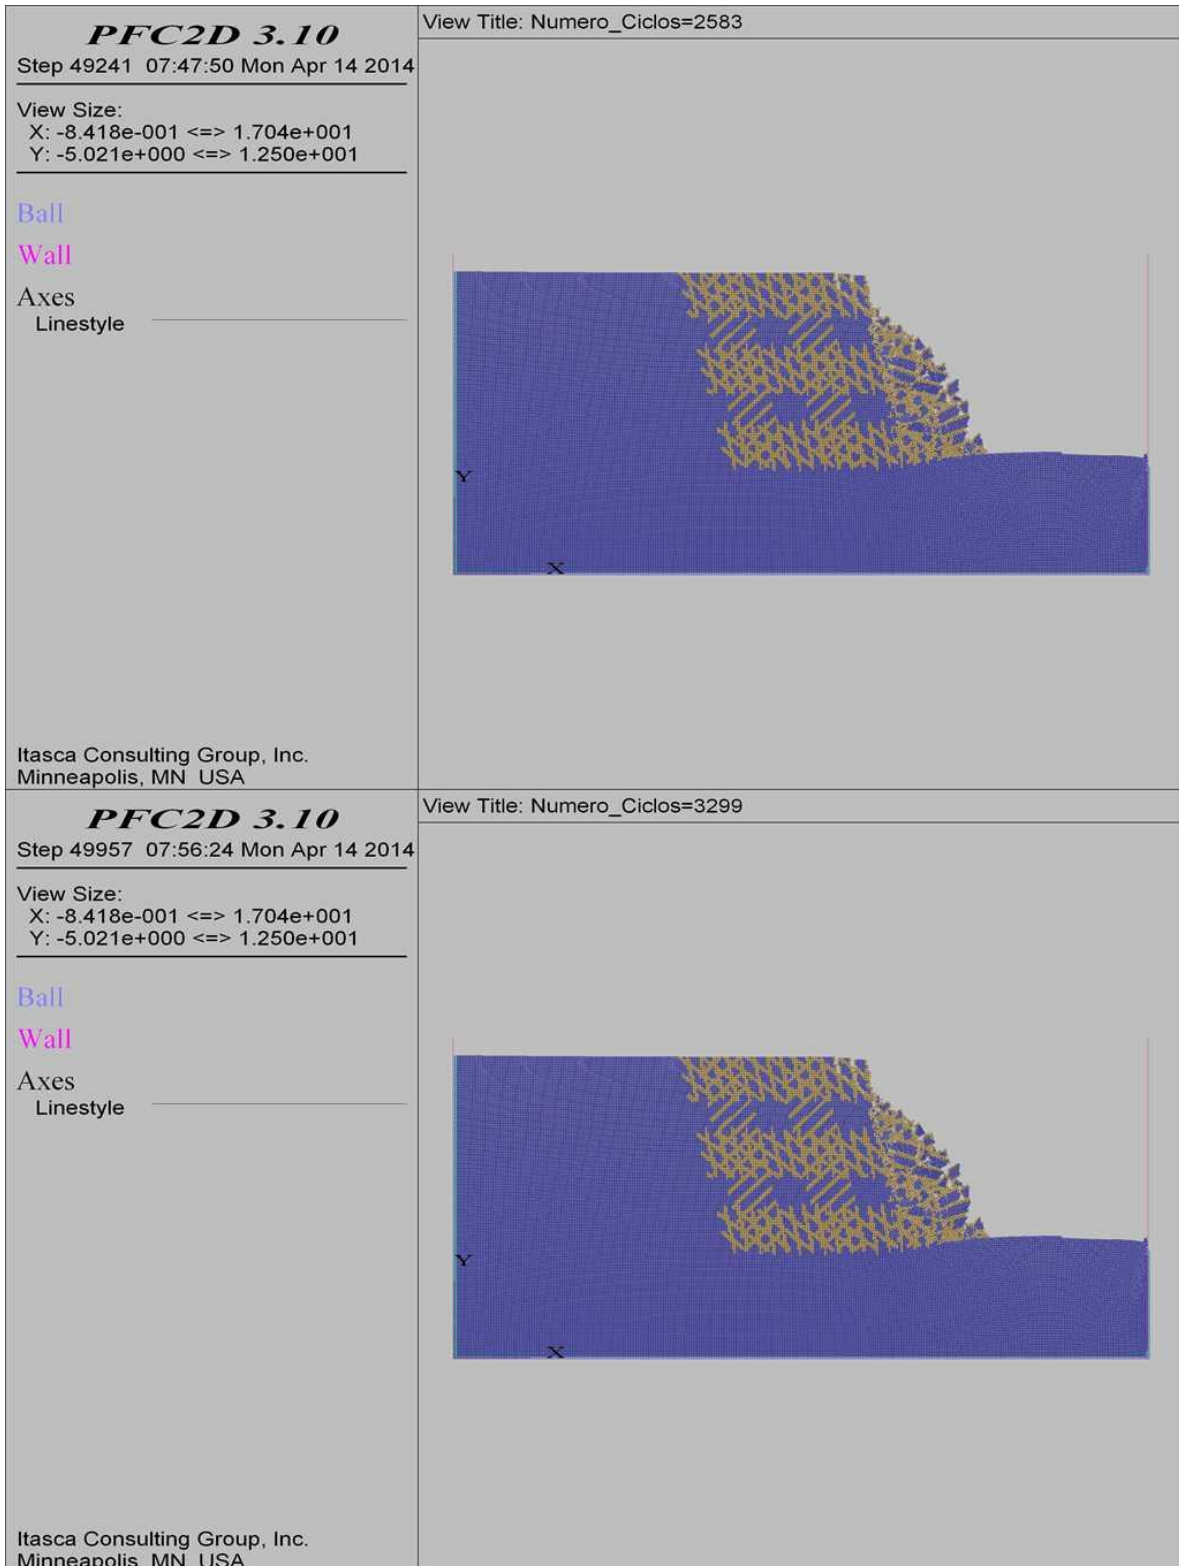 PFC2D 3.10
Step 49241  07:47:50 Mon Apr 14 2014
View Size:
X: -8.418e-001 <=> 1.704e+001
Y: -5.021e+000 <=> 1.250e+001
Ball
Wall
Axes
Linestyle
Itasca Consulting Group, Inc.
Minneapolis, MN  USA
View Title: Numero_Ciclos=2583
Y
X
PFC2D 3.10
Step 49957  07:56:24 Mon Apr 14 2014
View Size:
X: -8.418e-001 <=> 1.704e+001
Y: -5.021e+000 <=> 1.250e+001
Ball
Wall
Axes
Linestyle
Itasca Consulting Group, Inc.
Minneapolis, MN  USA
View Title: Numero_Ciclos=3299
Y
X